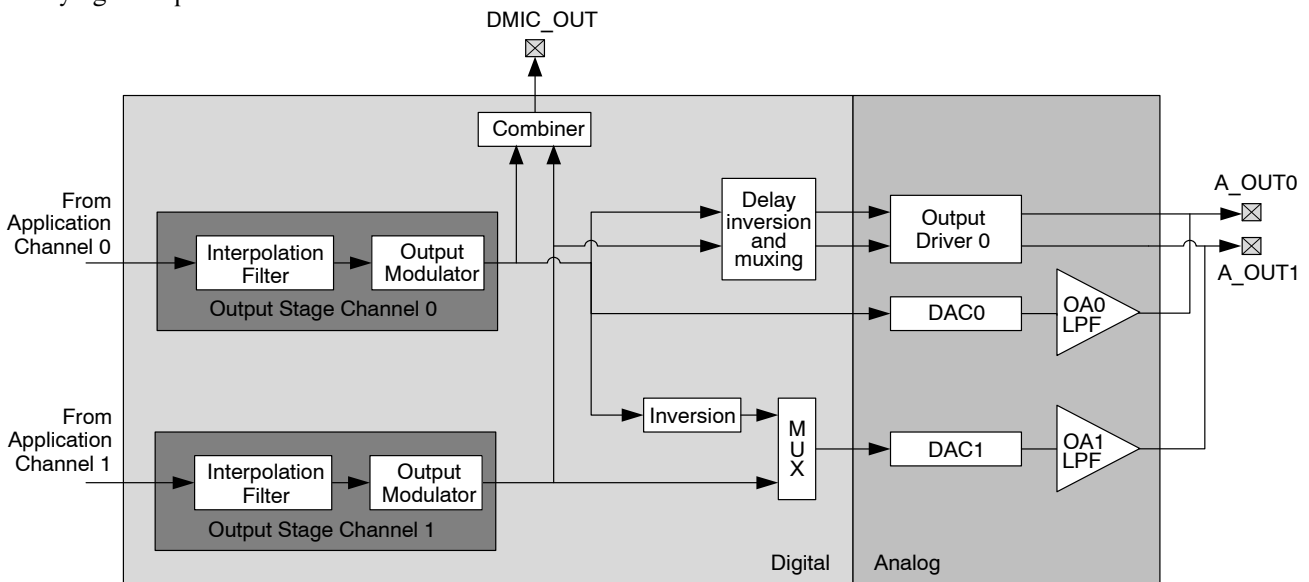 DMIC_OUT
Combiner
From
Application
Channel 0
Interpolation
Filter
Output
Modulator
Output Stage Channel 0
Delay
inversion
and
muxing
Output
Driver 0
A_OUT0
A_OUT1
DAC0
OA0
LPF
From
Application
Channel 1
Interpolation
Filter
Output
Modulator
Output Stage Channel 1
Inversion
M
U
X
DAC1
OA1
LPF
Digital
Analog